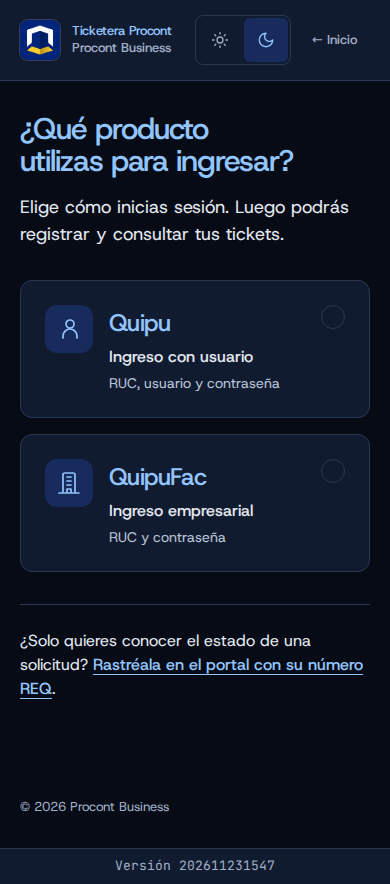 Ticketera Procont
Procont Business
← Inicio
¿Qué producto
utilizas para ingresar?
Elige cómo inicias sesión. Luego podrás
registrar y consultar tus tickets.
Quipu
Ingreso con usuario
RUC, usuario y contraseña
QuipuFac
Ingreso empresarial
RUC y contraseña
¿Solo quieres conocer el estado de una
solicitud? Rastréala en el portal con su número
REQ.
© 2026 Procont Business
Versión 202611231547